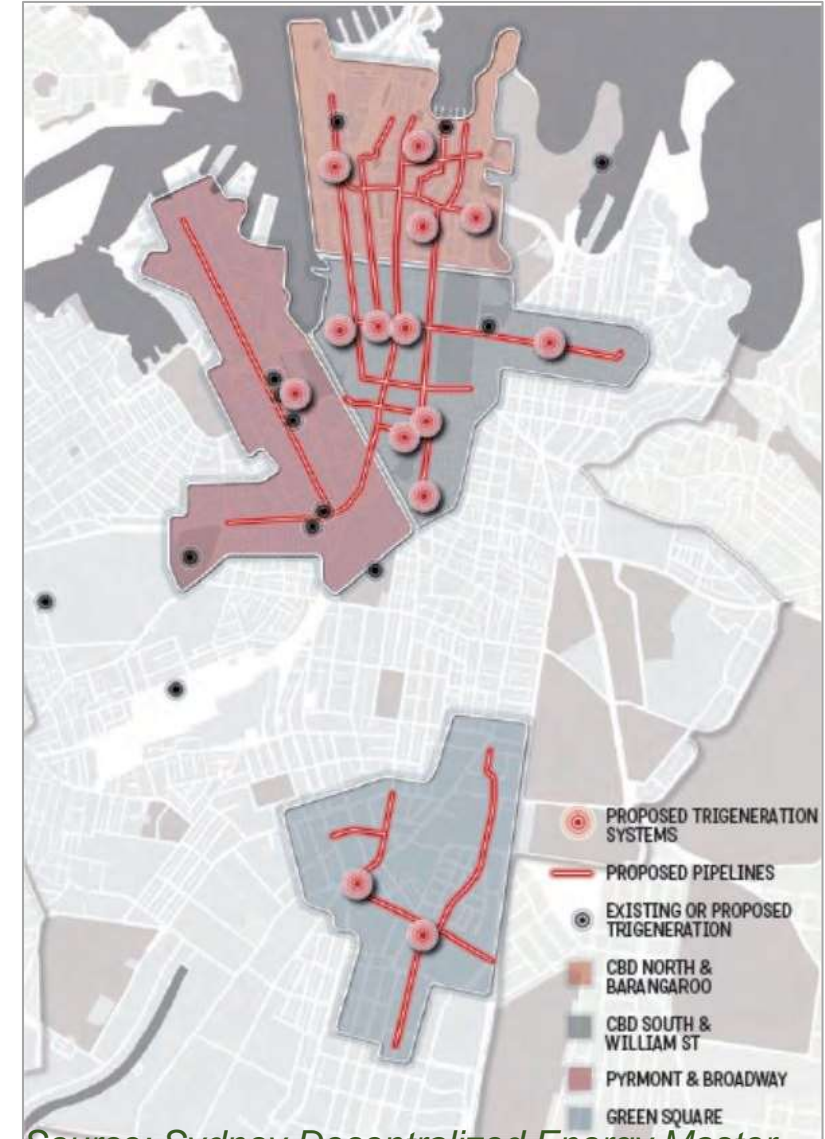 PROPOSED TRIGENERATION
SYSTEMS
PROPOSED PIPELINES
EXISTING OR PROPOSED
TRIGENERATION
CBD NORTH &
BARANGAROO
CBD SOUTH &
WILLIAM ST
PYRMONT & BROADWAY
GREEN SQUARE
Source: Sydney Decentralized Energy Master